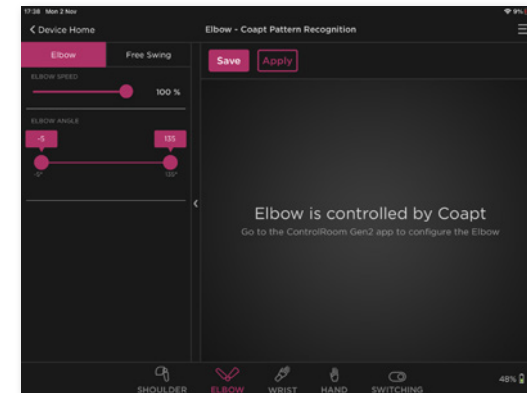 17:38 Mon 2 Nov
9%
Device Home
Elbow - Coapt Pattern Recognition
Elbow
Free Swing
Save
Apply
ELBOW SPEED
100 %
ELBOW ANGLE
-5
135
-5°
135°
Elbow is controlled by Coapt
Go to the ControlRoom Gen2 app to configure the Elbow
SHOULDER
ELBOW
WRIST
HAND
SWITCHING
48%